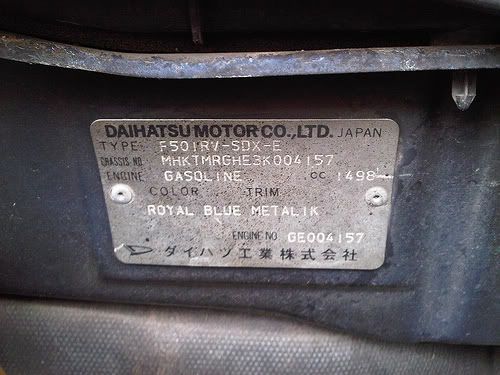 DAIHATSU MOTOR CO., LTD. JAPAN
TYPE F501RV-SDX-E
CHASSIS NO. MHKTMRGHE3K004157
ENGINE GASOLINE CC 1498
COLOR TRIM
ROYAL BLUE METALIK
ENGINE NO GE004157
ダイハツ工業株式会社